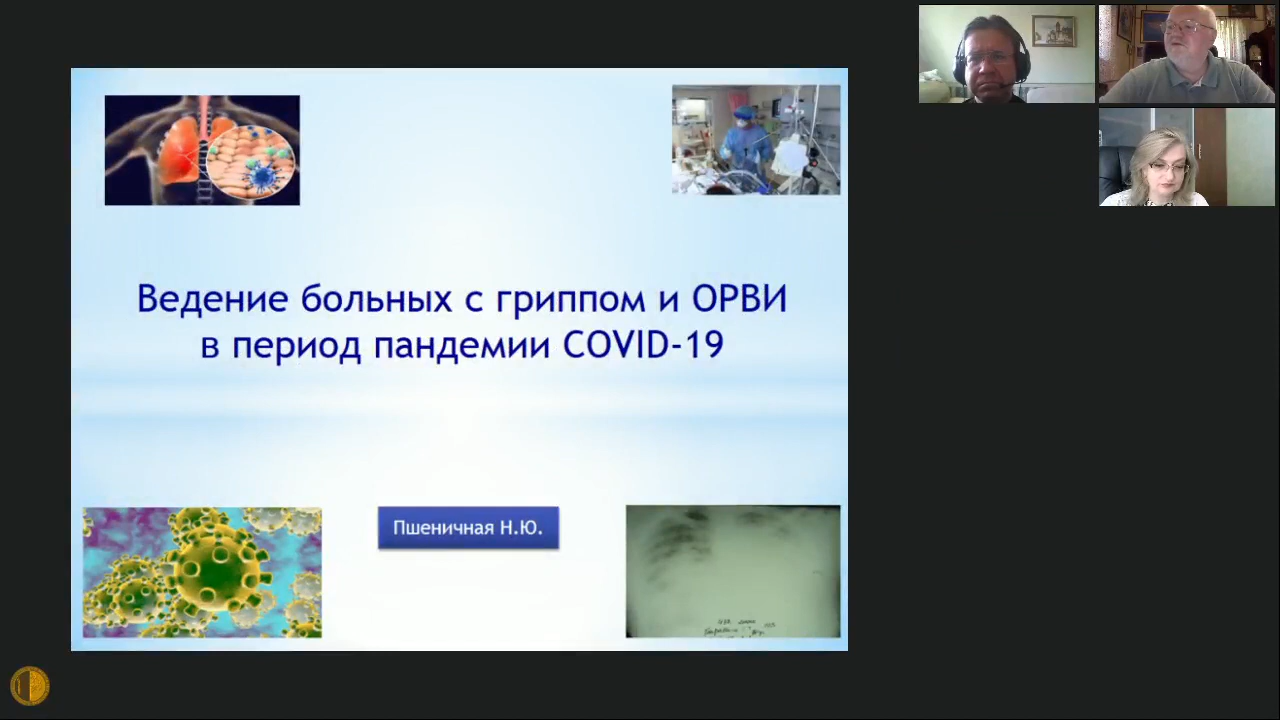 Ведение больных с гриппом и ОРВИ
в период пандемии COVID-19
Пшеничная Н.Ю.